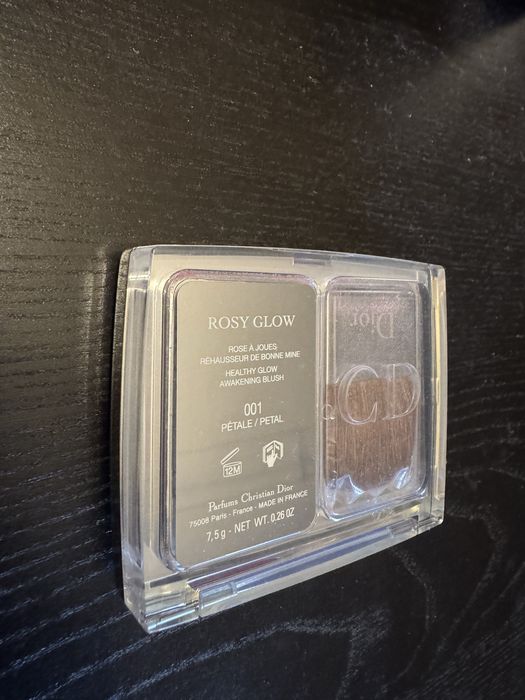 ROSY GLOW
ROSE À JOUES
RÉHAUSSEUR DE BONNE MINE
HEALTHY GLOW
AWAKENING BLUSH
001
PÉTALE / PETAL
12M
Parfums Christian Dior
75008 Paris - France - MADE IN FRANCE
7,5 g - NET WT. 0.26 OZ
Dior
CD